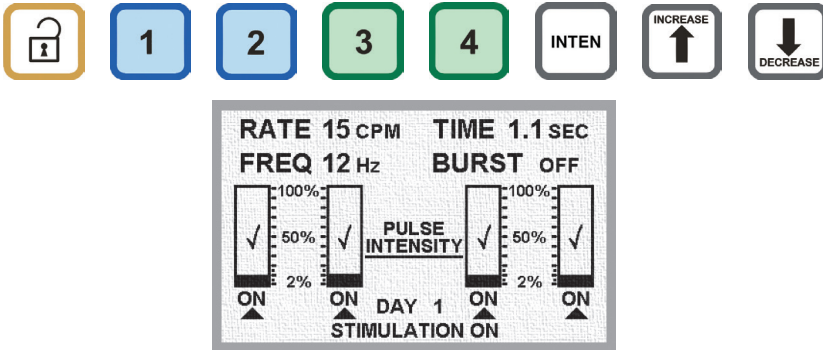 1 2 3 4 INTEN INCREASE DECREASE
RATE 15 CPM TIME 1.1 SEC
FREQ 12 Hz BURST OFF
100% 100%
PULSE
50% INTENSITY 50%
2% 2%
ON ON ON ON
DAY 1
STIMULATION ON